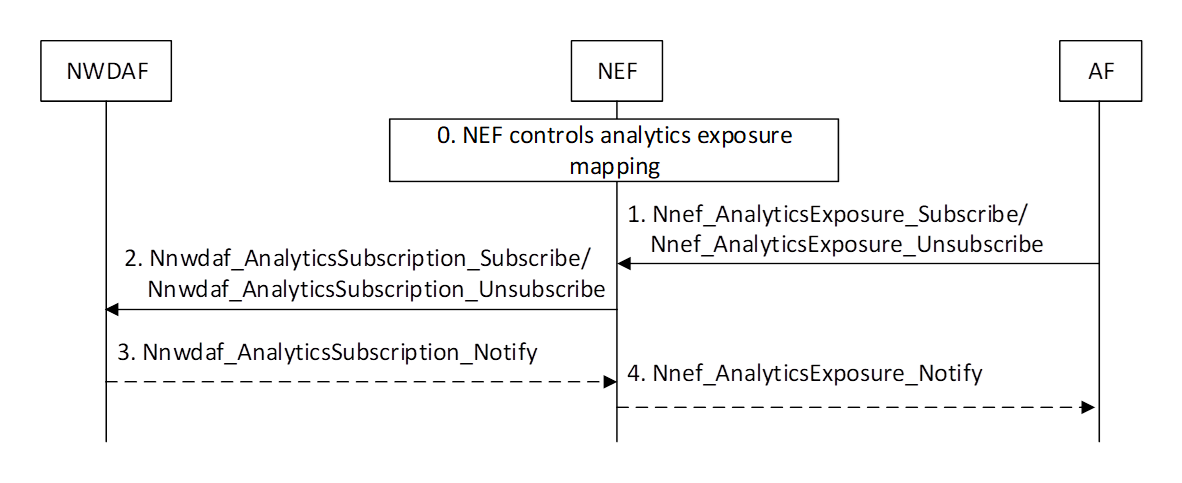 NWDAF
NEF
AF
0. NEF controls analytics exposure
mapping
1. Nnef_AnalyticsExposure_Subscribe/
Nnef_AnalyticsExposure_Unsubscribe
2. Nnwdaf_AnalyticsSubscription_Subscribe/
Nnwdaf_AnalyticsSubscription_Unsubscribe
3. Nnwdaf_AnalyticsSubscription_Notify
4. Nnef_AnalyticsExposure_Notify